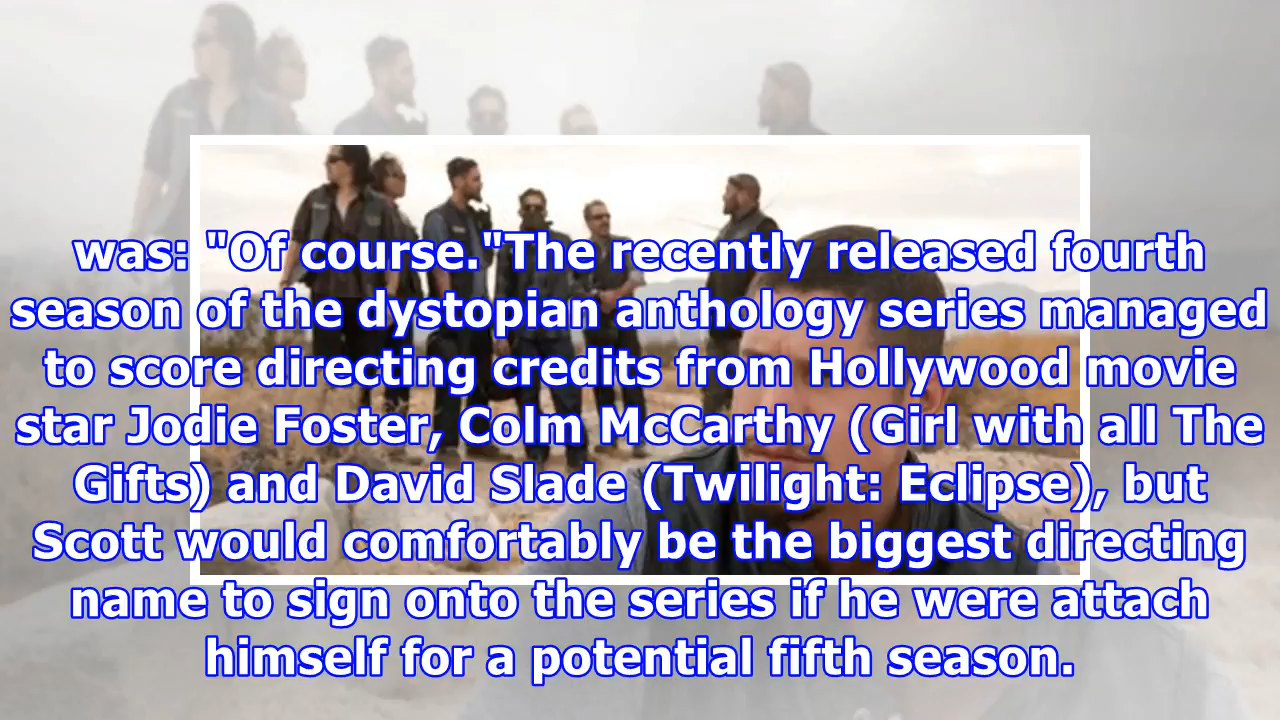 was: "Of course."The recently released fourth
season of the dystopian anthology series managed
to score directing credits from Hollywood movie
star Jodie Foster, Colm McCarthy (Girl with all The
Gifts) and David Slade (Twilight: Eclipse), but
Scott would comfortably be the biggest directing
name to sign onto the series if he were attach
himself for a potential fifth season.